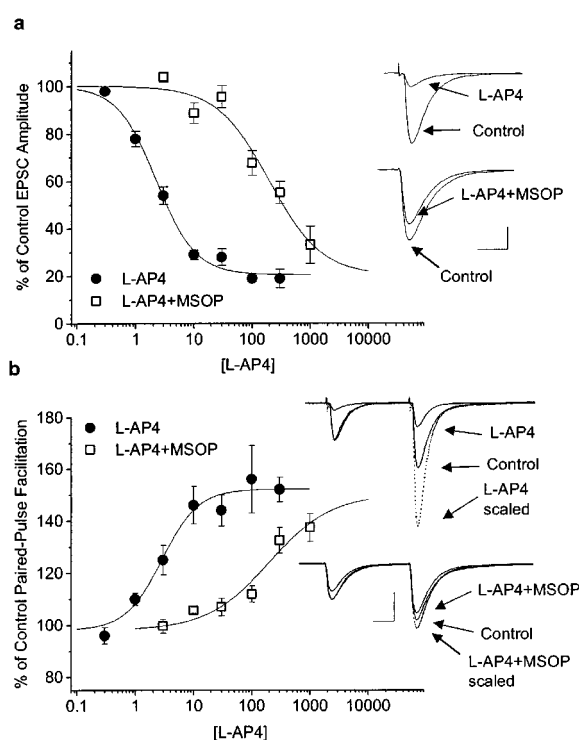 a
% of Control EPSC Amplitude
100
80
60
40
20
0
L-AP4
L-AP4+MSOP
0.1 1 10 100 1000 10000
[L-AP4]
L-AP4
Control
L-AP4+MSOP
Control
b
% of Control Paired-Pulse Facilitation
180
160
140
120
100
80
L-AP4
L-AP4+MSOP
0.1 1 10 100 1000 10000
[L-AP4]
L-AP4
Control
L-AP4
scaled
L-AP4+MSOP
Control
L-AP4+MSOP
scaled